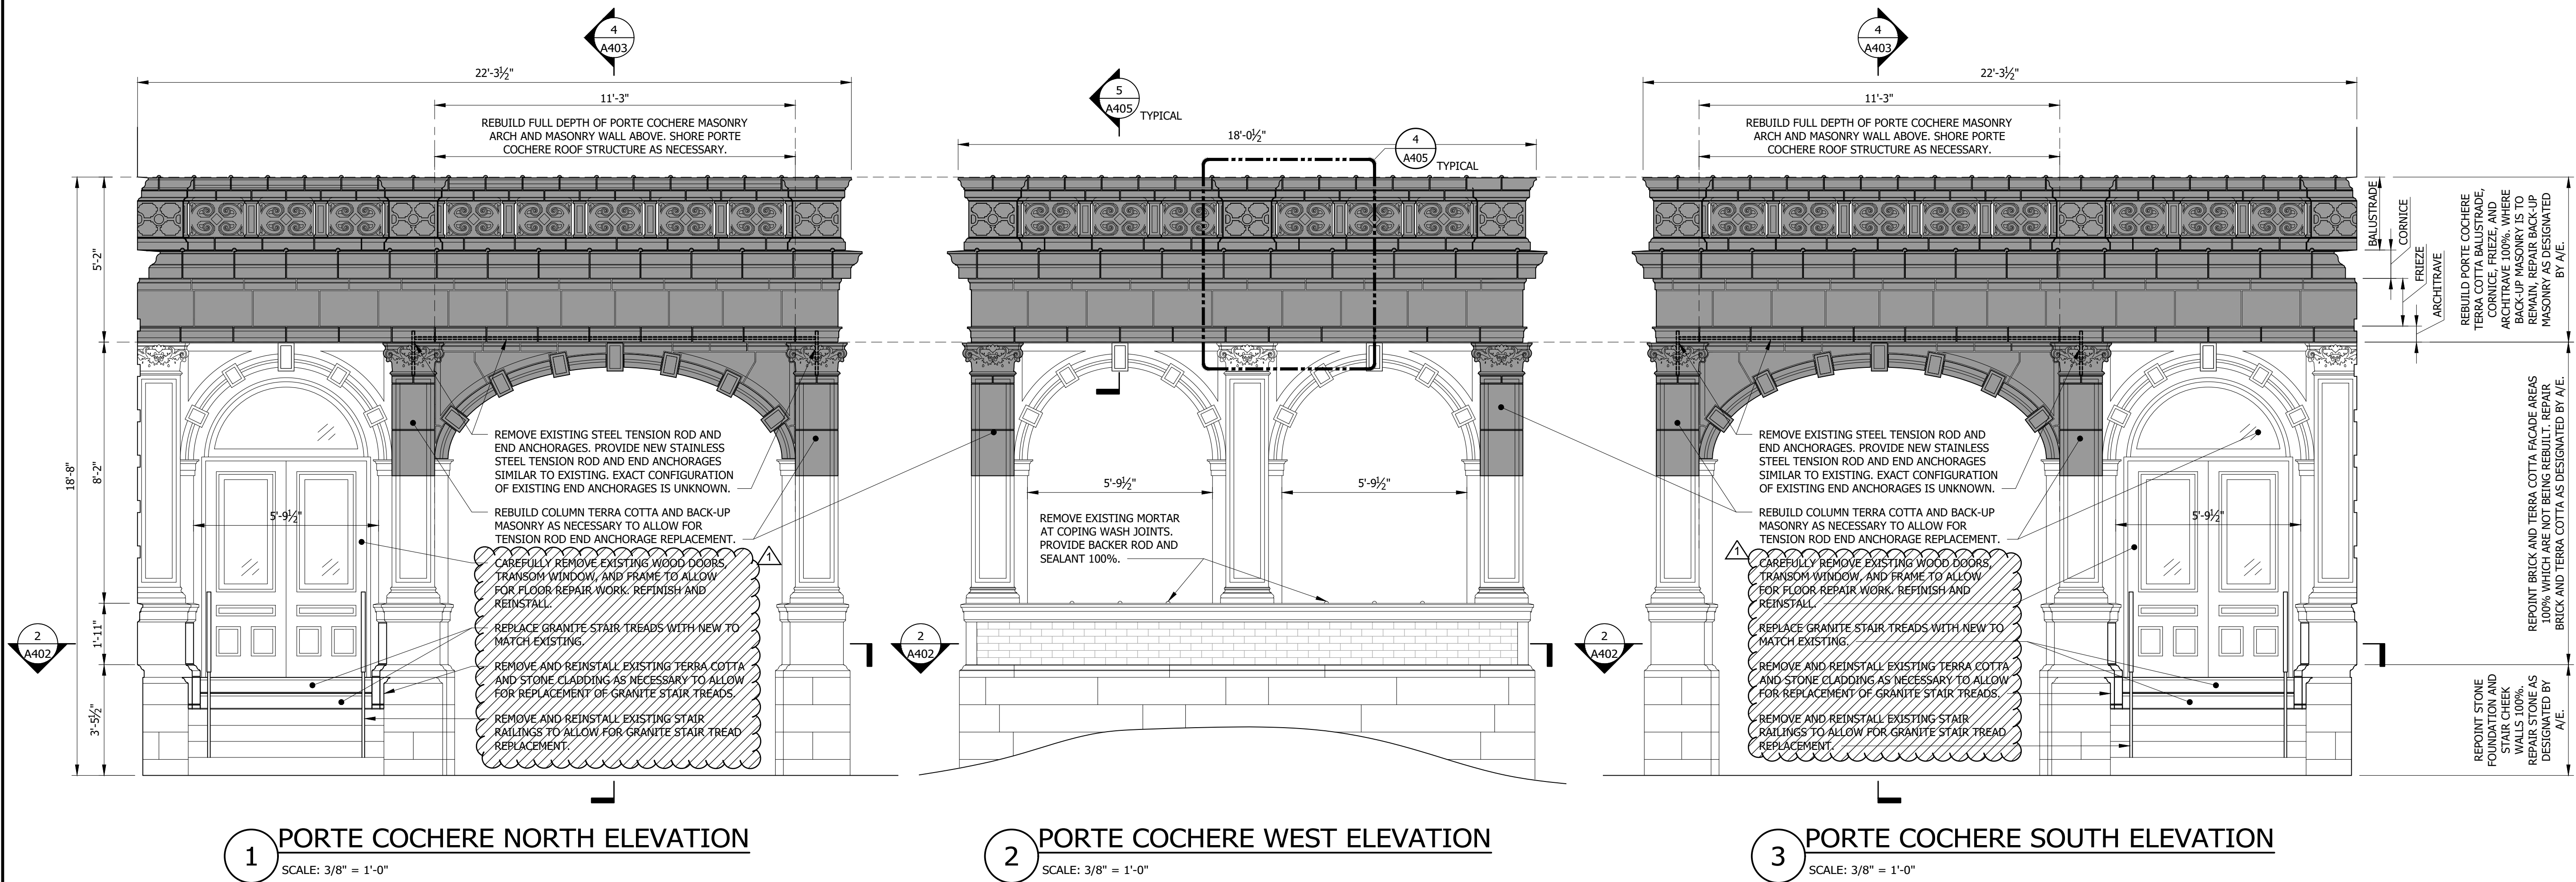 4
A403
22'-3½"
11'-3"
REBUILD FULL DEPTH OF PORTE COCHERE MASONRY
ARCH AND MASONRY WALL ABOVE. SHORE PORTE
COCHERE ROOF STRUCTURE AS NECESSARY.
18'-8"
5'-2"
8'-2"
1'-11"
3'-5½"
5'-9½"
2
A402
REMOVE EXISTING STEEL TENSION ROD AND
END ANCHORAGES. PROVIDE NEW STAINLESS
STEEL TENSION ROD AND END ANCHORAGES
SIMILAR TO EXISTING. EXACT CONFIGURATION
OF EXISTING END ANCHORAGES IS UNKNOWN.
REBUILD COLUMN TERRA COTTA AND BACK-UP
MASONRY AS NECESSARY TO ALLOW FOR
TENSION ROD END ANCHORAGE REPLACEMENT.
1
CAREFULLY REMOVE EXISTING WOOD DOORS,
TRANSOM WINDOW, AND FRAME TO ALLOW
FOR FLOOR REPAIR WORK. REFINISH AND
REINSTALL.
REPLACE GRANITE STAIR TREADS WITH NEW TO
MATCH EXISTING.
REMOVE AND REINSTALL EXISTING TERRA COTTA
AND STONE CLADDING AS NECESSARY TO ALLOW
FOR REPLACEMENT OF GRANITE STAIR TREADS.
REMOVE AND REINSTALL EXISTING STAIR
RAILINGS TO ALLOW FOR GRANITE STAIR TREAD
REPLACEMENT.
1 PORTE COCHERE NORTH ELEVATION
SCALE: 3/8" = 1'-0"
5
A405 TYPICAL
18'-0½"
4
A405 TYPICAL
5'-9½"
5'-9½"
REMOVE EXISTING MORTAR
AT COPING WASH JOINTS.
PROVIDE BACKER ROD AND
SEALANT 100%.
2
A402
2 PORTE COCHERE WEST ELEVATION
SCALE: 3/8" = 1'-0"
4
A403
22'-3½"
11'-3"
REBUILD FULL DEPTH OF PORTE COCHERE MASONRY
ARCH AND MASONRY WALL ABOVE. SHORE PORTE
COCHERE ROOF STRUCTURE AS NECESSARY.
REMOVE EXISTING STEEL TENSION ROD AND
END ANCHORAGES. PROVIDE NEW STAINLESS
STEEL TENSION ROD AND END ANCHORAGES
SIMILAR TO EXISTING. EXACT CONFIGURATION
OF EXISTING END ANCHORAGES IS UNKNOWN.
REBUILD COLUMN TERRA COTTA AND BACK-UP
MASONRY AS NECESSARY TO ALLOW FOR
TENSION ROD END ANCHORAGE REPLACEMENT.
1
CAREFULLY REMOVE EXISTING WOOD DOORS,
TRANSOM WINDOW, AND FRAME TO ALLOW
FOR FLOOR REPAIR WORK. REFINISH AND
REINSTALL.
REPLACE GRANITE STAIR TREADS WITH NEW TO
MATCH EXISTING.
REMOVE AND REINSTALL EXISTING TERRA COTTA
AND STONE CLADDING AS NECESSARY TO ALLOW
FOR REPLACEMENT OF GRANITE STAIR TREADS.
REMOVE AND REINSTALL EXISTING STAIR
RAILINGS TO ALLOW FOR GRANITE STAIR TREAD
REPLACEMENT.
5'-9½"
2
A402
BALUSTRADE
CORNICE
FRIEZE
ARCHITRAVE
REBUILD PORTE COCHERE
TERRA COTTA BALUSTRADE,
CORNICE, FRIEZE, AND
ARCHITRAVE 100%. WHERE
BACK-UP MASONRY IS TO
REMAIN, REPAIR BACK-UP
MASONRY AS DESIGNATED
BY A/E.
REPOINT BRICK AND TERRA COTTA FACADE AREAS
100% WHICH ARE NOT BEING REBUILT. REPAIR
BRICK AND TERRA COTTA AS DESIGNATED BY A/E.
REPOINT STONE
FOUNDATION AND
STAIR CHEEK
WALLS 100%.
REPAIR STONE AS
DESIGNATED BY
A/E.
3 PORTE COCHERE SOUTH ELEVATION
SCALE: 3/8" = 1'-0"